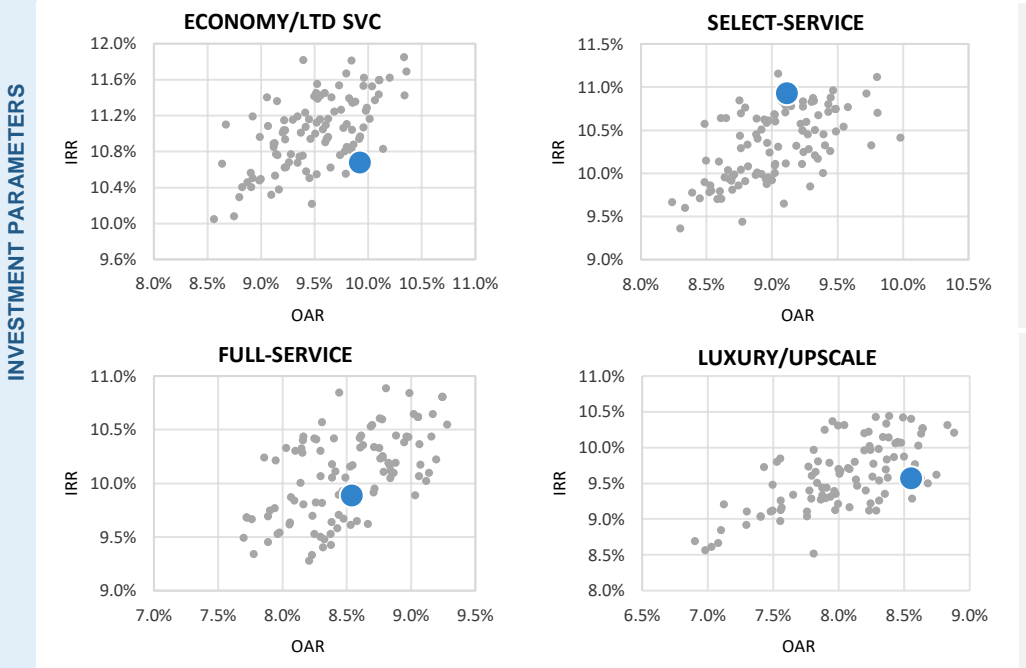 INVESTMENT PARAMETERS
ECONOMY/LTD SVC
12.0%
11.6%
11.2%
10.8%
10.4%
10.0%
9.6%
IRR
8.0% 8.5% 9.0% 9.5% 10.0% 10.5% 11.0%
OAR
SELECT-SERVICE
11.5%
11.0%
10.5%
10.0%
9.5%
9.0%
IRR
8.0% 8.5% 9.0% 9.5% 10.0% 10.5%
OAR
FULL-SERVICE
11.0%
10.5%
10.0%
9.5%
9.0%
IRR
7.0% 7.5% 8.0% 8.5% 9.0% 9.5%
OAR
LUXURY/UPSCALE
11.0%
10.5%
10.0%
9.5%
9.0%
8.5%
8.0%
IRR
6.5% 7.0% 7.5% 8.0% 8.5% 9.0%
OAR